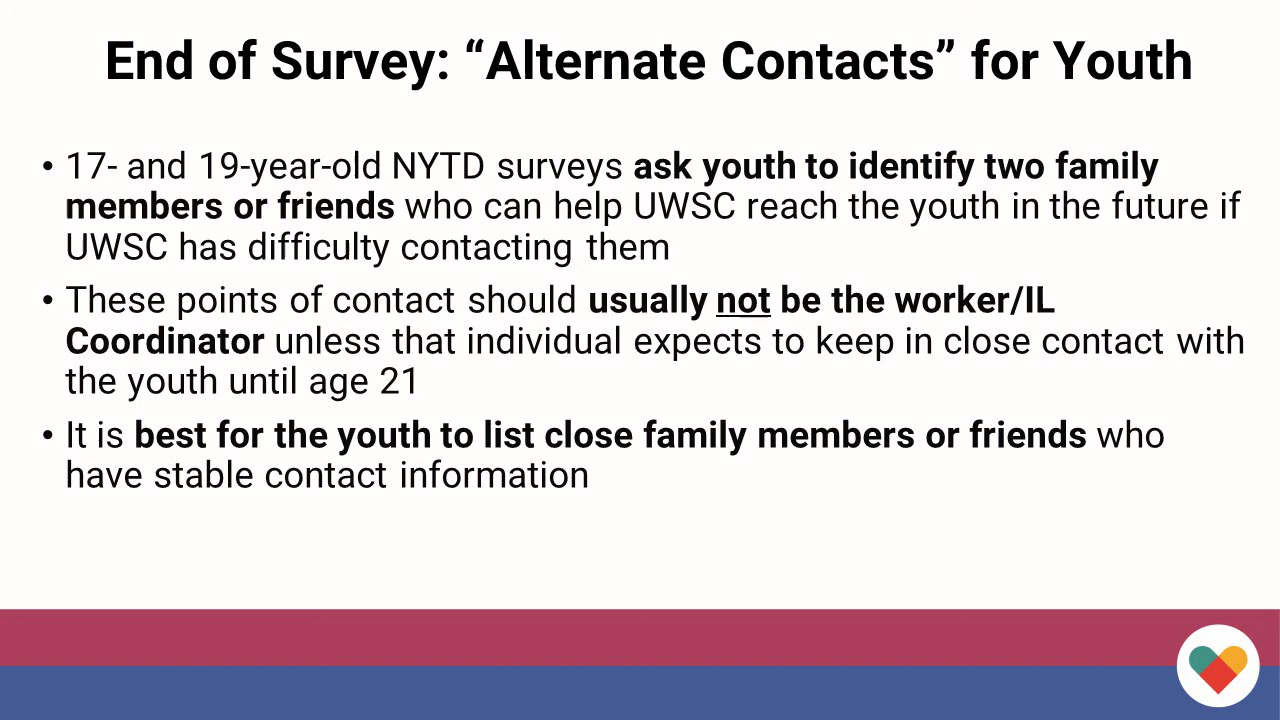 End of Survey: “Alternate Contacts” for Youth
• 17- and 19-year-old NYTD surveys ask youth to identify two family
members or friends who can help UWSC reach the youth in the future if
UWSC has difficulty contacting them
• These points of contact should usually not be the worker/IL
Coordinator unless that individual expects to keep in close contact with
the youth until age 21
• It is best for the youth to list close family members or friends who
have stable contact information